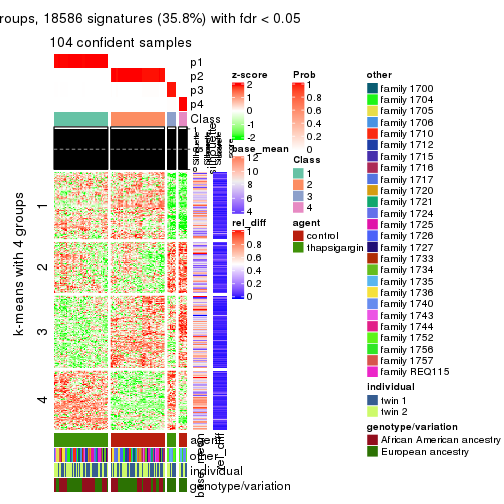 roups, 18586 signatures (35.8%) with fdr < 0.05
104 confident samples
p1
p2
p3
p4
Class
silhouette
1
2
3
4
k-means with 4 groups
agent
individual
genotype/variation
base_mean
rel_diff
z-score
2
1
0
-1
-2
base_mean
12
10
8
6
4
rel_diff
1
0.8
0.6
0.4
0.2
0
Prob
1
0.8
0.6
0.4
0.2
0
Class
1
2
3
4
agent
control
thapsigargin
other
family 1700
family 1704
family 1705
family 1706
family 1710
family 1712
family 1715
family 1716
family 1717
family 1720
family 1721
family 1724
family 1725
family 1726
family 1727
family 1733
family 1734
family 1735
family 1736
family 1740
family 1743
family 1744
family 1752
family 1756
family 1757
family REQ115
individual
twin 1
twin 2
genotype/variation
African American ancestry
European ancestry